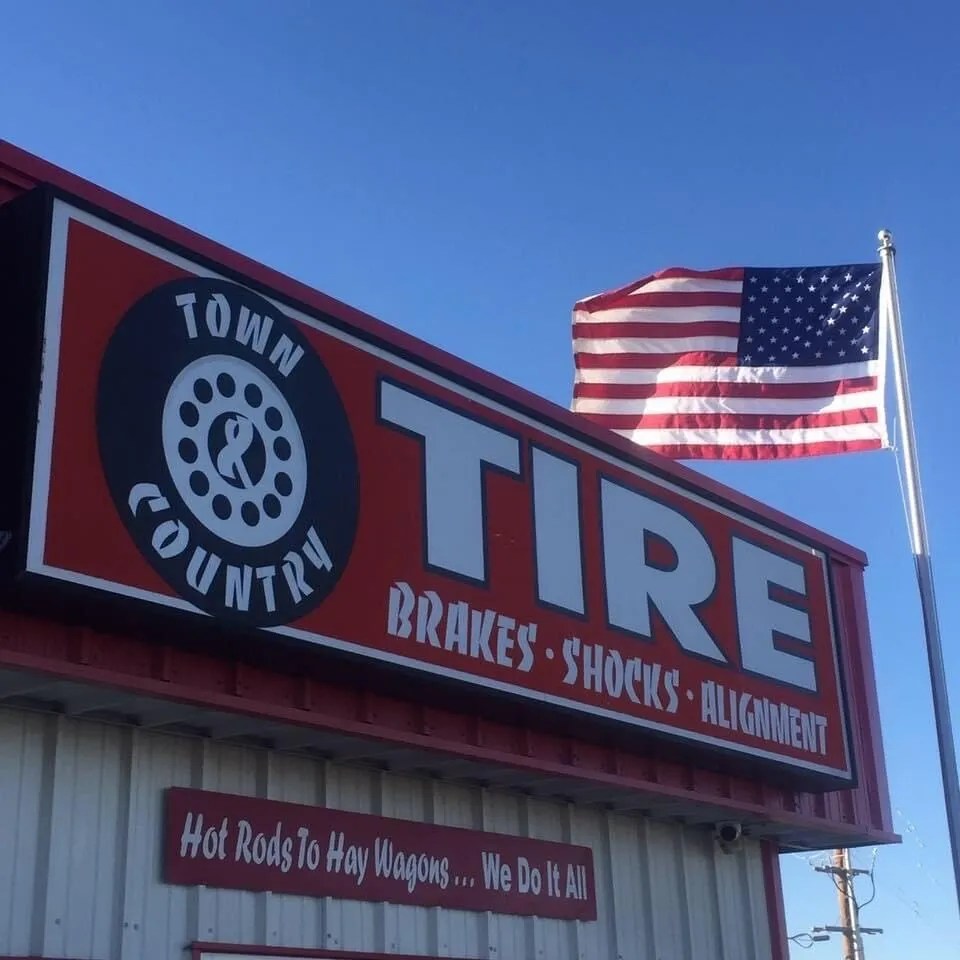 TOWN
&
COUNTRY
TIRE
BRAKES · SHOCKS · ALIGNMENT
Hot Rods To Hay Wagons... We Do It All